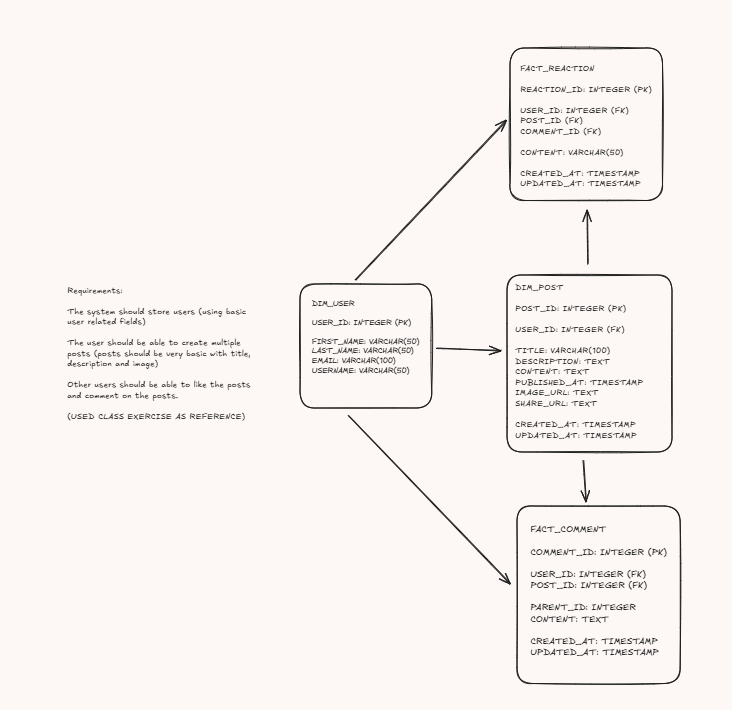 Requirements:
The system should store users (using basic
user related fields)
The user should be able to create multiple
posts (posts should be very basic with title,
description and image)
Other users should be able to like the posts
and comment on the posts.
(USED CLASS EXERCISE AS REFERENCE)
DIM_USER
USER_ID: INTEGER (PK)
FIRST_NAME: VARCHAR(50)
LAST_NAME: VARCHAR(50)
EMAIL: VARCHAR(100)
USERNAME: VARCHAR(50)
FACT_REACTION
REACTION_ID: INTEGER (PK)
USER_ID: INTEGER (FK)
POST_ID (FK)
COMMENT_ID (FK)
CONTENT: VARCHAR(50)
CREATED_AT: TIMESTAMP
UPDATED_AT: TIMESTAMP
DIM_POST
POST_ID: INTEGER (PK)
USER_ID: INTEGER (FK)
TITLE: VARCHAR(100)
DESCRIPTION: TEXT
CONTENT: TEXT
PUBLISHED_AT: TIMESTAMP
IMAGE_URL: TEXT
SHARE_URL: TEXT
CREATED_AT: TIMESTAMP
UPDATED_AT: TIMESTAMP
FACT_COMMENT
COMMENT_ID: INTEGER (PK)
USER_ID: INTEGER (FK)
POST_ID: INTEGER (FK)
PARENT_ID: INTEGER
CONTENT: TEXT
CREATED_AT: TIMESTAMP
UPDATED_AT: TIMESTAMP